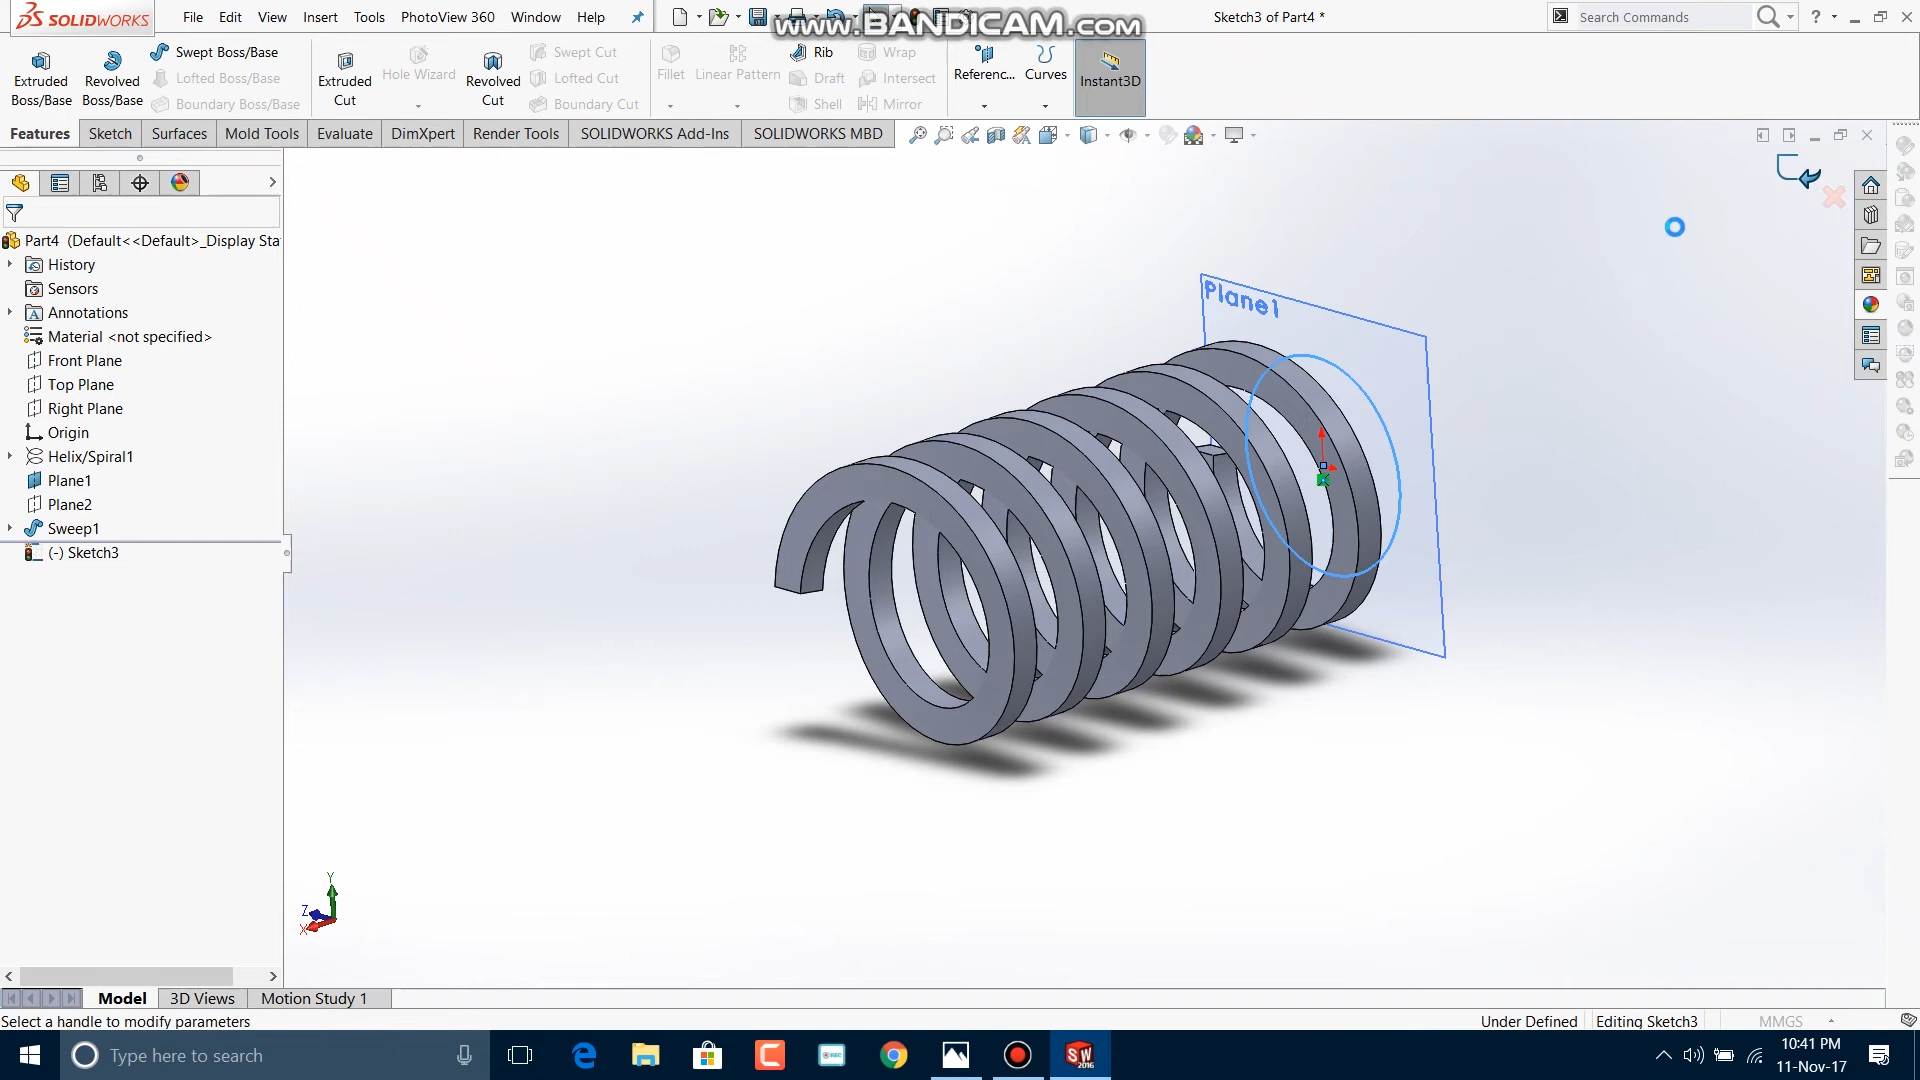 SOLIDWORKS
File Edit View Insert Tools PhotoView 360 Window Help
www.BANDICAM.com
Sketch3 of Part4 *
Search Commands
Extruded Boss/Base
Revolved Boss/Base
Swept Boss/Base
Lofted Boss/Base
Boundary Boss/Base
Extruded Cut
Hole Wizard
Revolved Cut
Swept Cut
Lofted Cut
Boundary Cut
Fillet
Linear Pattern
Rib
Draft
Shell
Wrap
Intersect
Mirror
Referenc...
Curves
Instant3D
Features Sketch Surfaces Mold Tools Evaluate DimXpert Render Tools SOLIDWORKS Add-Ins SOLIDWORKS MBD
Part4 (Default<<Default>_Display Sta
History
Sensors
Annotations
Material <not specified>
Front Plane
Top Plane
Right Plane
Origin
Helix/Spiral1
Plane1
Plane2
Sweep1
(-) Sketch3
Plane1
Y
Z
X
Model 3D Views Motion Study 1
Select a handle to modify parameters
Under Defined Editing Sketch3 MMGS
Type here to search
REC
SW
2016
10:41 PM
11-Nov-17